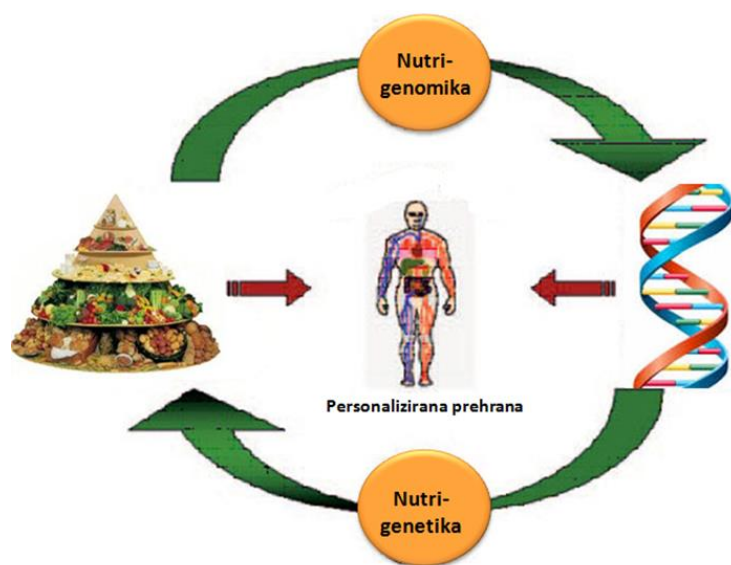 Nutri-
genomika
Personalizirana prehrana
Nutri-
genetika